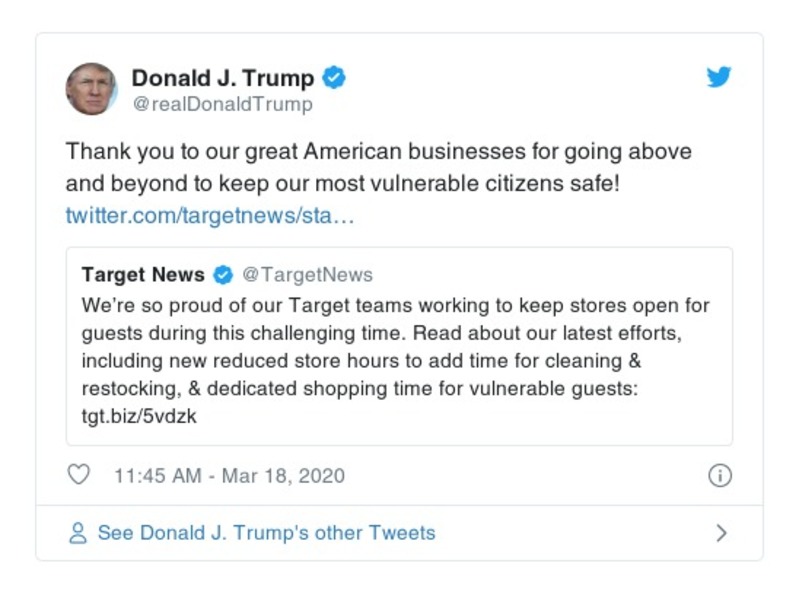 Donald J. Trump
@realDonaldTrump
Thank you to our great American businesses for going above
and beyond to keep our most vulnerable citizens safe!
twitter.com/targetnews/sta…
Target News @TargetNews
We’re so proud of our Target teams working to keep stores open for
guests during this challenging time. Read about our latest efforts,
including new reduced store hours to add time for cleaning &
restocking, & dedicated shopping time for vulnerable guests:
tgt.biz/5vdzk
11:45 AM - Mar 18, 2020
See Donald J. Trump's other Tweets